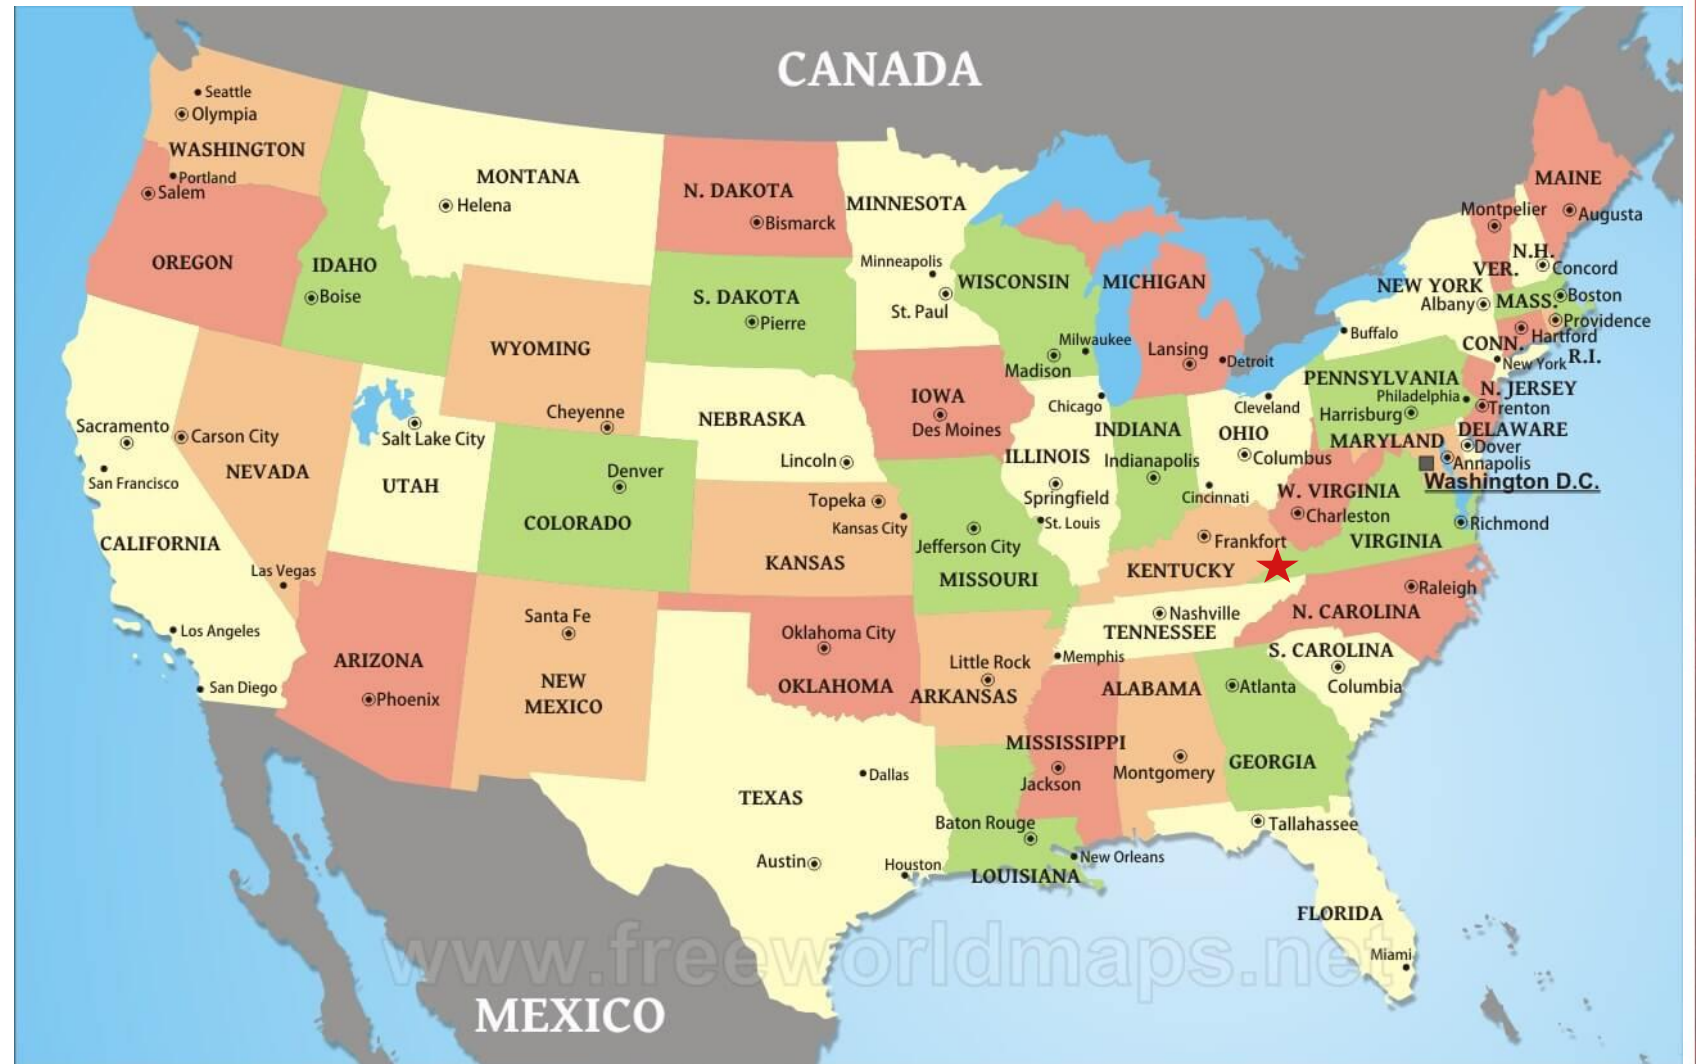 CANADA
Seattle
Olympia
WASHINGTON
Portland
Salem
OREGON
IDAHO
Boise
MONTANA
Helena
N. DAKOTA
Bismarck
S. DAKOTA
Pierre
MINNESOTA
Minneapolis
St. Paul
WISCONSIN
Milwaukee
Madison
MICHIGAN
Lansing
Detroit
MAINE
Augusta
Montpelier
N.H.
VER.
Concord
NEW YORK
Albany
MASS.
Boston
Providence
Buffalo
CONN.
Hartford
R.I.
New York
WYOMING
Cheyenne
NEBRASKA
Lincoln
IOWA
Des Moines
Chicago
ILLINOIS
Springfield
INDIANA
Indianapolis
OHIO
Cleveland
Columbus
Cincinnati
PENNSYLVANIA
Philadelphia
Harrisburg
N. JERSEY
Trenton
MARYLAND
DELAWARE
Dover
Annapolis
Washington D.C.
W. VIRGINIA
Charleston
Richmond
VIRGINIA
Sacramento
San Francisco
CALIFORNIA
Carson City
NEVADA
Las Vegas
Salt Lake City
UTAH
Denver
COLORADO
Topeka
Kansas City
KANSAS
St. Louis
Jefferson City
MISSOURI
Frankfort
KENTUCKY
Nashville
TENNESSEE
Memphis
Raleigh
N. CAROLINA
S. CAROLINA
Columbia
Los Angeles
San Diego
ARIZONA
Phoenix
Santa Fe
NEW
MEXICO
Oklahoma City
OKLAHOMA
Little Rock
ARKANSAS
MISSISSIPPI
Jackson
ALABAMA
Montgomery
Atlanta
GEORGIA
Dallas
TEXAS
Austin
Houston
Baton Rouge
New Orleans
LOUISIANA
Tallahassee
FLORIDA
Miami
www.freeworldmaps.net
MEXICO